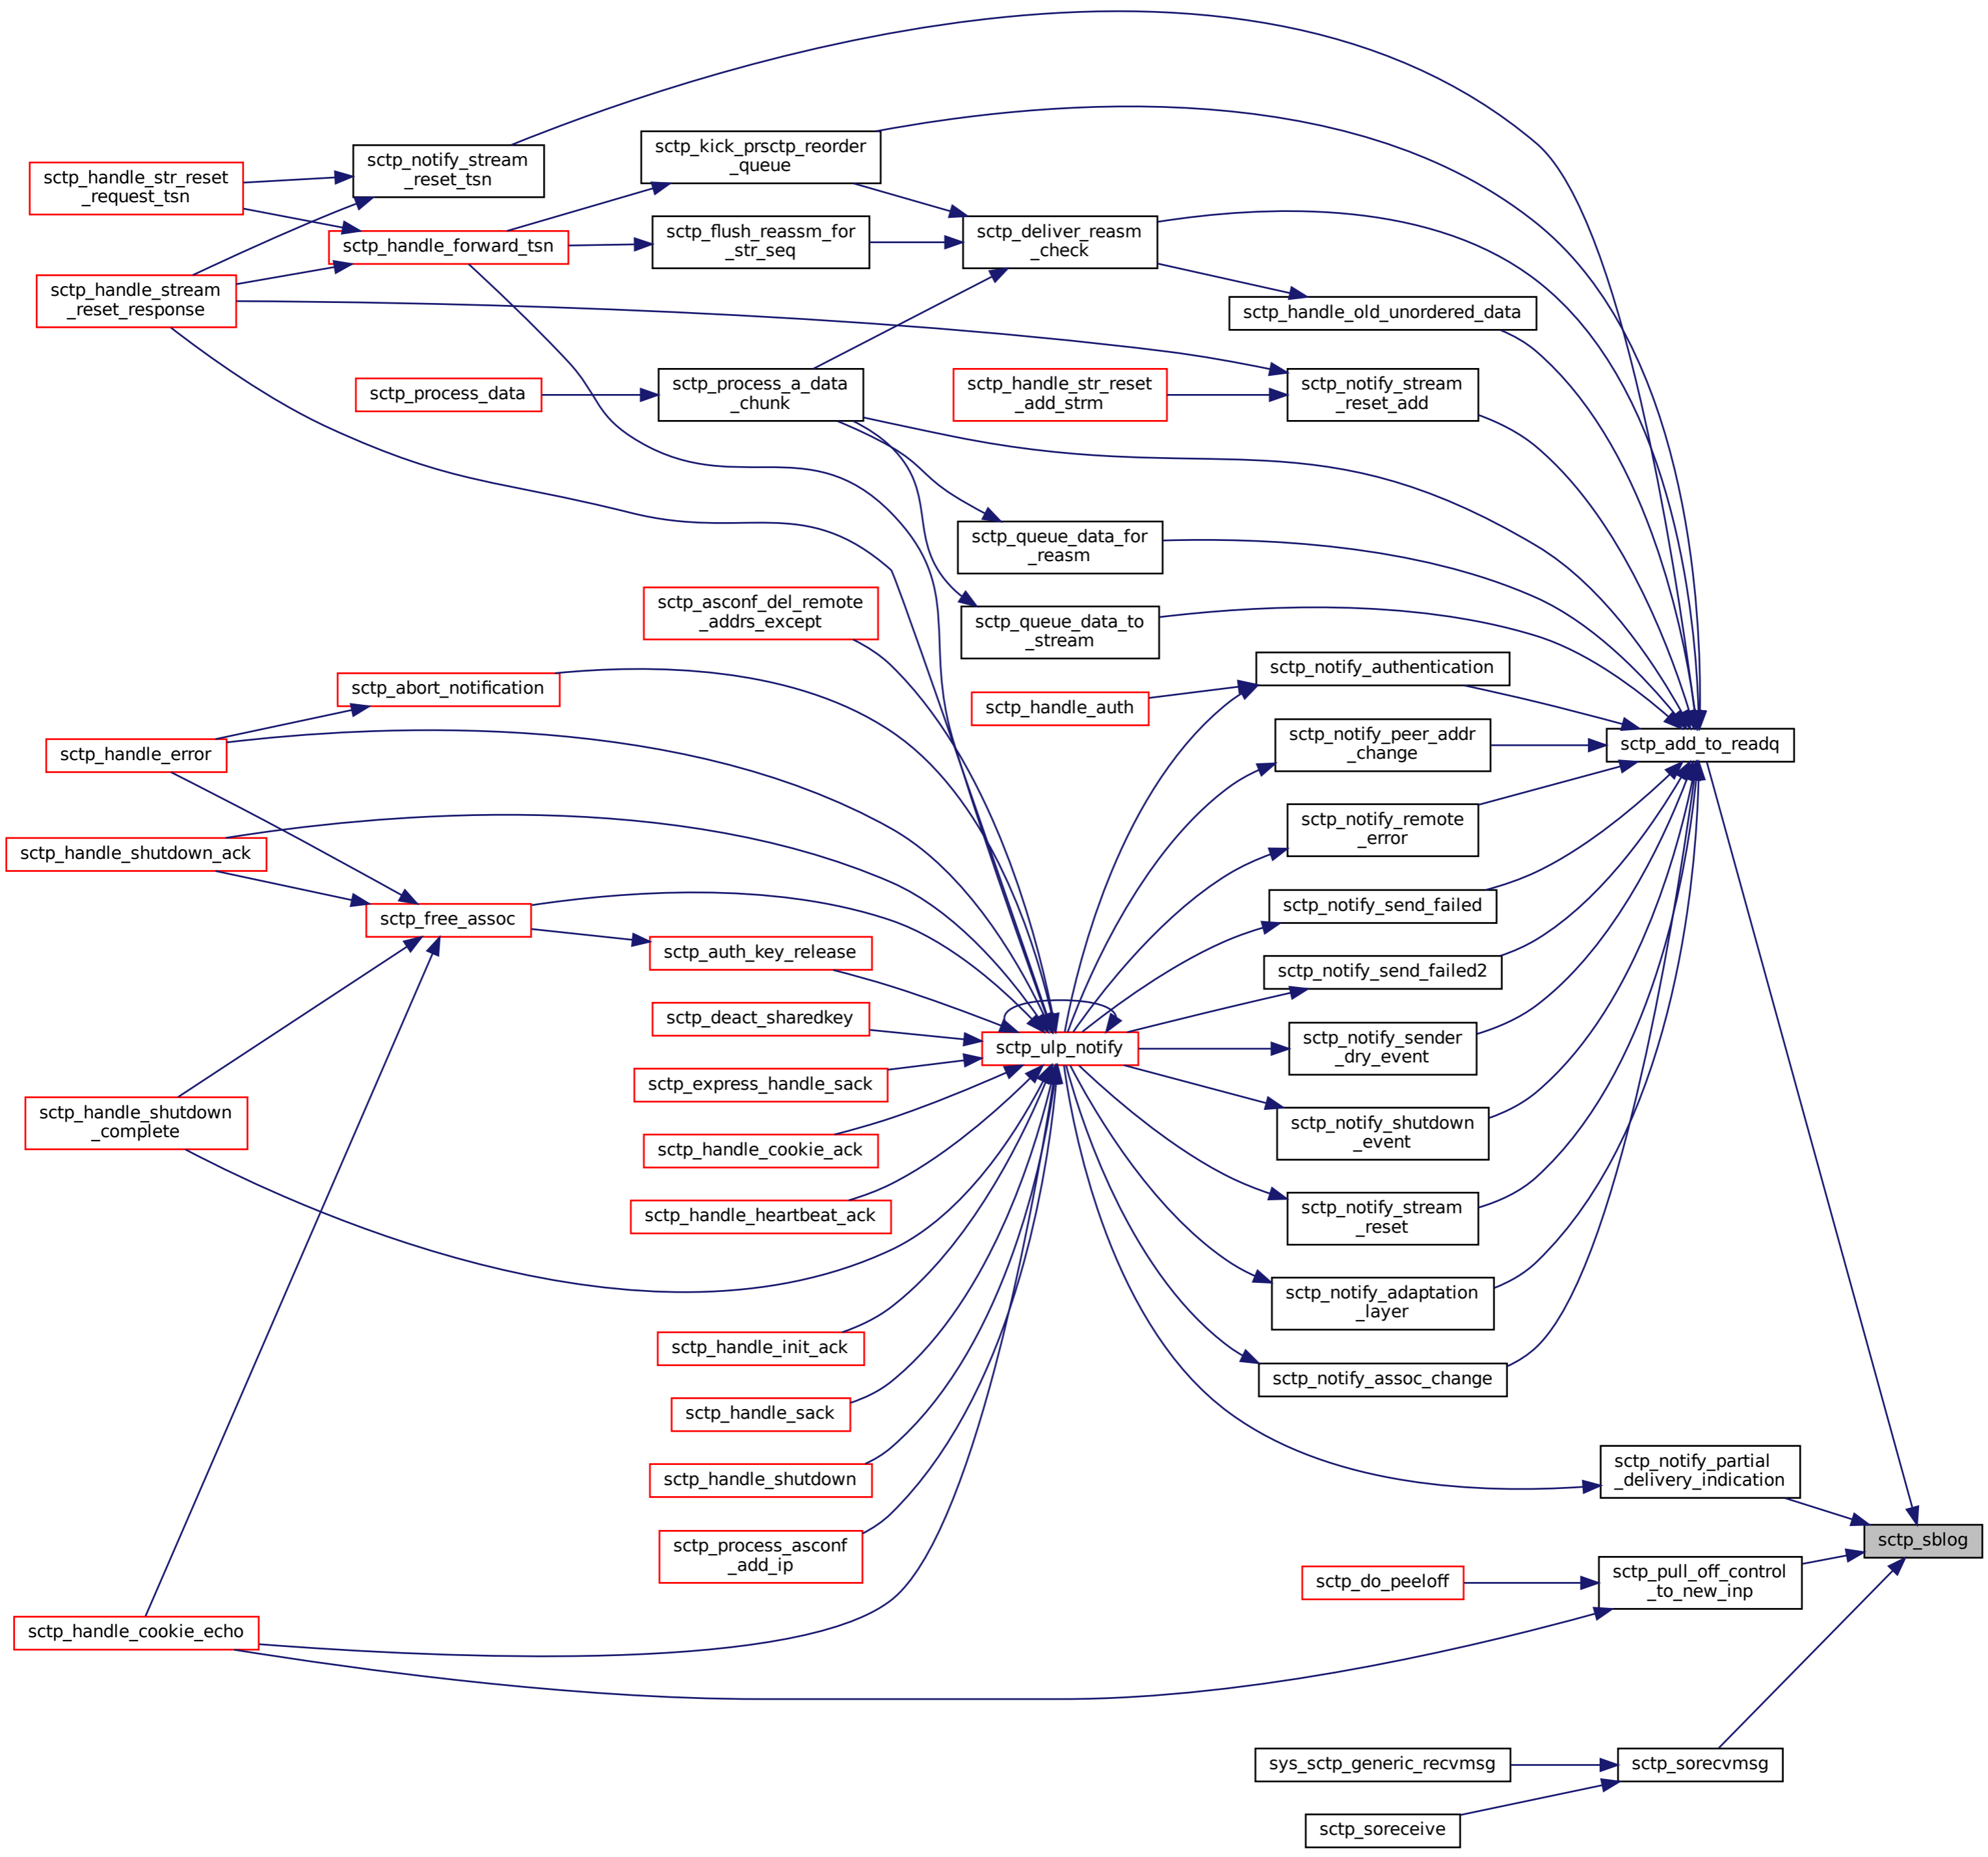 sctp_notify_stream
_reset_tsn
sctp_kick_prsctp_reorder
_queue
sctp_handle_str_reset
_request_tsn
sctp_handle_forward_tsn
sctp_flush_reassm_for
_str_seq
sctp_deliver_reasm
_check
sctp_handle_stream
_reset_response
sctp_handle_old_unordered_data
sctp_process_data
sctp_process_a_data
_chunk
sctp_handle_str_reset
_add_strm
sctp_notify_stream
_reset_add
sctp_queue_data_for
_reasm
sctp_asconf_del_remote
_addrs_except
sctp_queue_data_to
_stream
sctp_notify_authentication
sctp_abort_notification
sctp_handle_auth
sctp_handle_error
sctp_notify_peer_addr
_change
sctp_add_to_readq
sctp_notify_remote
_error
sctp_handle_shutdown_ack
sctp_free_assoc
sctp_notify_send_failed
sctp_auth_key_release
sctp_notify_send_failed2
sctp_deact_sharedkey
sctp_ulp_notify
sctp_notify_sender
_dry_event
sctp_express_handle_sack
sctp_handle_shutdown
_complete
sctp_handle_cookie_ack
sctp_notify_shutdown
_event
sctp_handle_heartbeat_ack
sctp_notify_stream
_reset
sctp_notify_adaptation
_layer
sctp_handle_init_ack
sctp_notify_assoc_change
sctp_handle_sack
sctp_handle_shutdown
sctp_notify_partial
_delivery_indication
sctp_process_asconf
_add_ip
sctp_sblog
sctp_do_peeloff
sctp_pull_off_control
_to_new_inp
sctp_handle_cookie_echo
sys_sctp_generic_recvmsg
sctp_sorecvmsg
sctp_soreceive